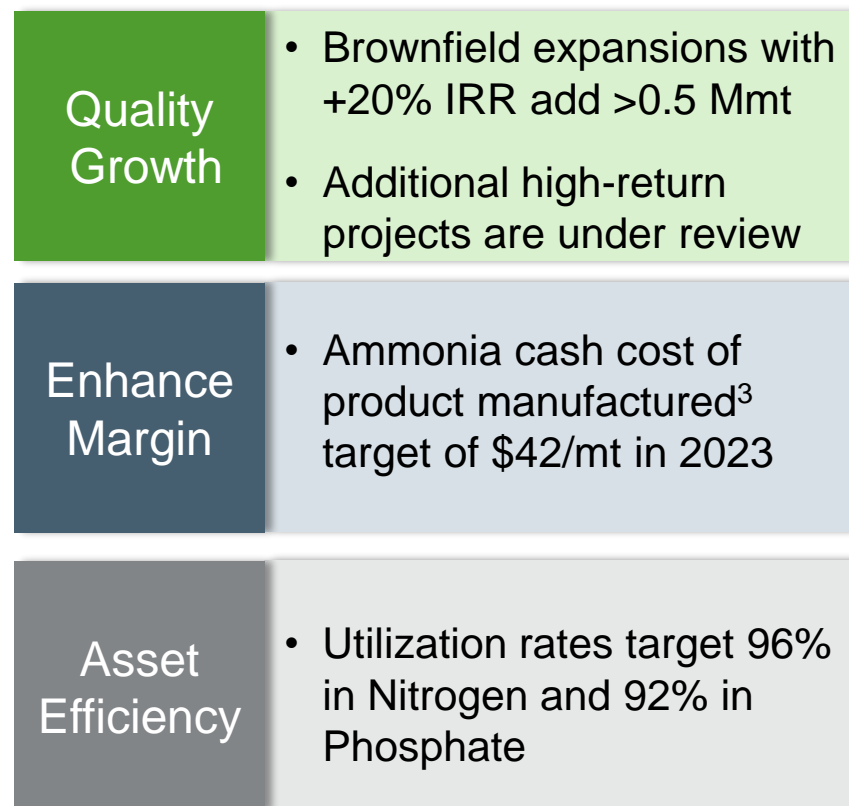 Quality
Growth
• Brownfield expansions with
+20% IRR add >0.5 Mmt
• Additional high-return
projects are under review
Enhance
Margin
• Ammonia cash cost of
product manufactured³
target of $42/mt in 2023
Asset
Efficiency
• Utilization rates target 96%
in Nitrogen and 92% in
Phosphate